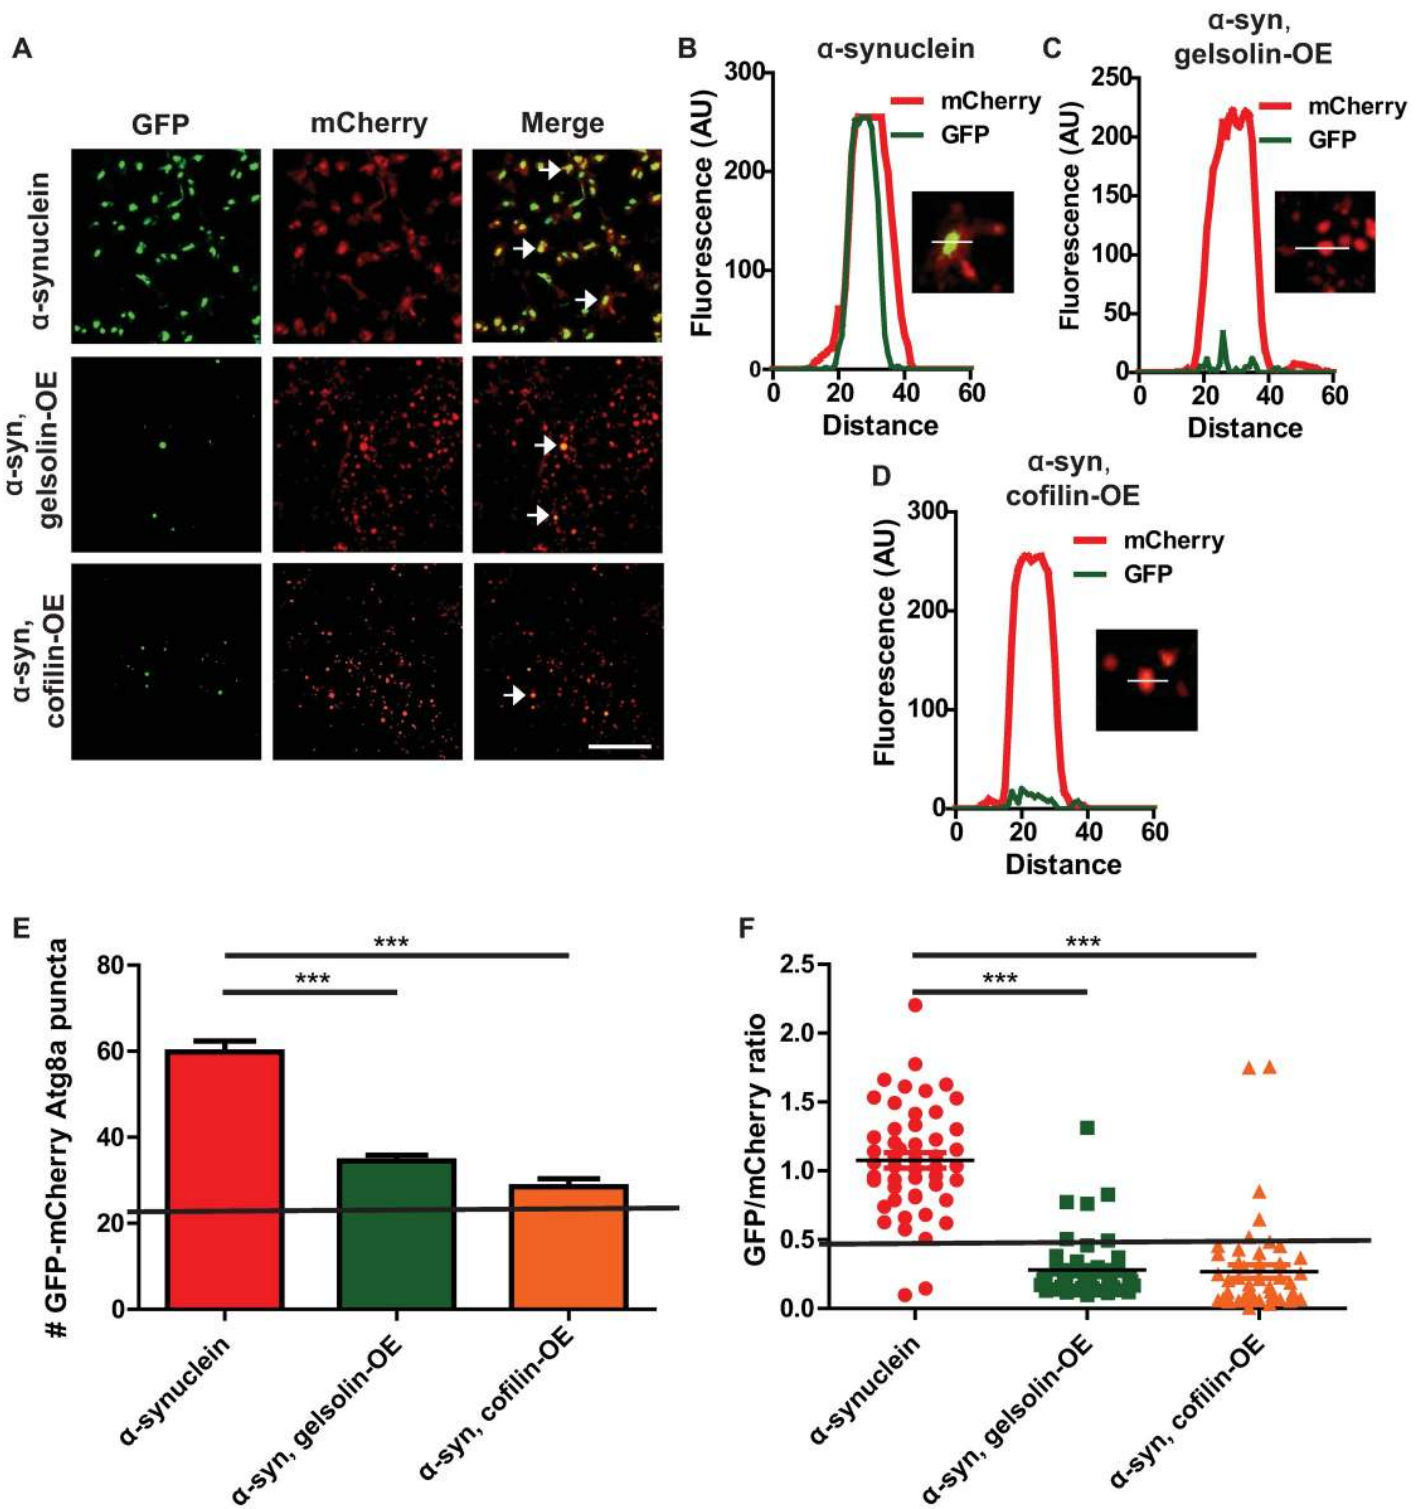 A
GFP
mCherry
Merge
α-synuclein
α-syn,
gelsolin-OE
α-syn,
cofilin-OE
B
α-synuclein
Fluorescence (AU)
300
200
100
0
0 20 40 60
Distance
mCherry
GFP
C
α-syn,
gelsolin-OE
Fluorescence (AU)
250
200
150
100
50
0
0 20 40 60
Distance
mCherry
GFP
D
α-syn,
cofilin-OE
Fluorescence (AU)
300
200
100
0
0 20 40 60
Distance
mCherry
GFP
E
# GFP-mCherry Atg8a puncta
80
60
40
20
0
***
***
α-synuclein
α-syn, gelsolin-OE
α-syn, cofilin-OE
F
GFP/mCherry ratio
2.5
2.0
1.5
1.0
0.5
0.0
***
***
α-synuclein
α-syn, gelsolin-OE
α-syn, cofilin-OE